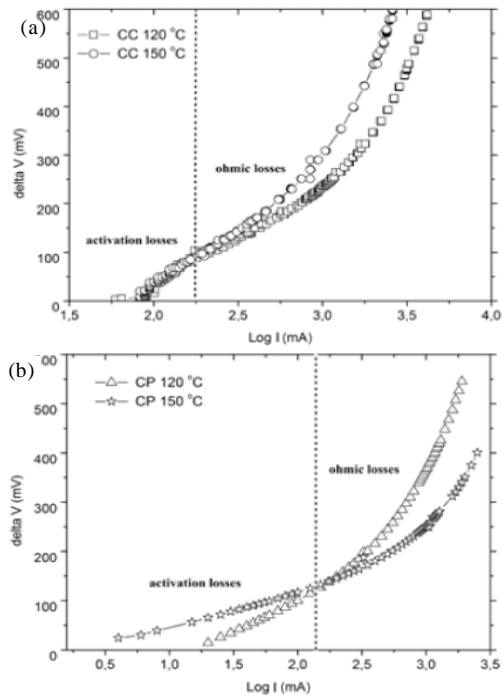 (a)
600
CC 120 °C
CC 150 °C
500
400
delta V (mV)
300
ohmic losses
200
activation losses
100
0
1,5 2,0 2,5 3,0 3,5 4,0
Log I (mA)
(b)
00
CP 120 °C
CP 150 °C
500
400
delta V (mV)
ohmic losses
300
200
activation losses
100
0
0,5 1,0 1,5 2,0 2,5 3,0 3,5
Log I (mA)